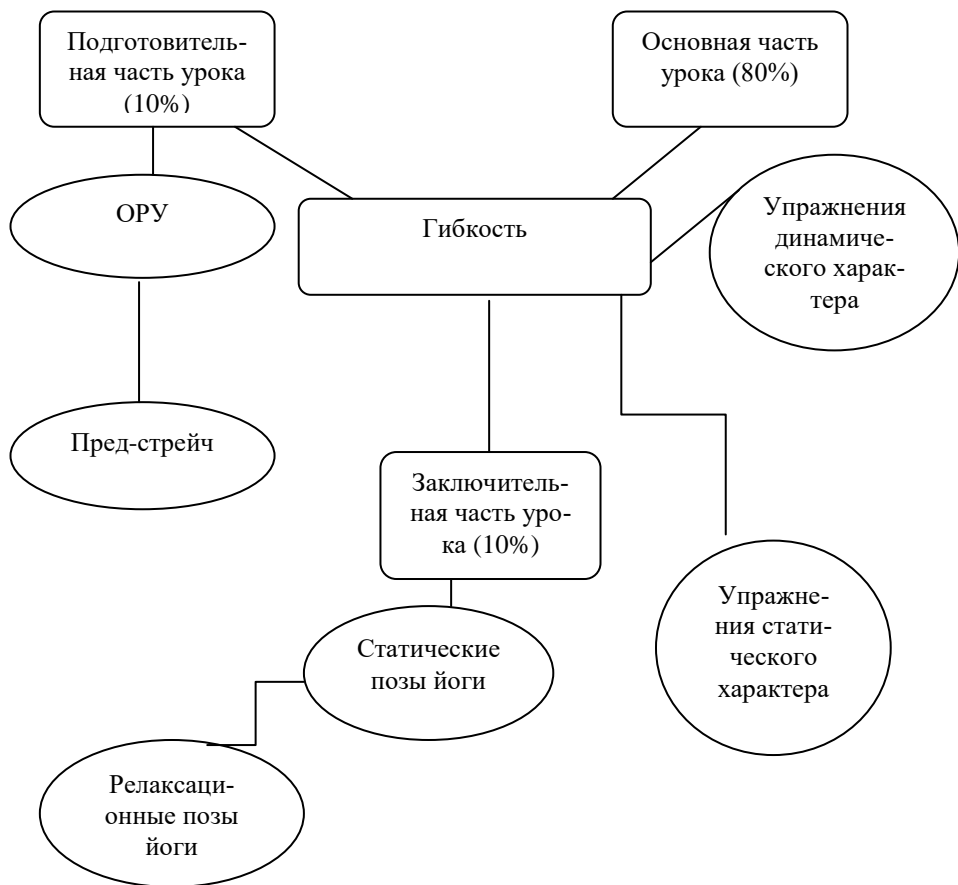 Подготовитель-
ная часть урока
(10%)
Основная часть
урока (80%)
ОРУ
Гибкость
Упражнения
динамиче-
ского харак-
тера
Пред-стрейч
Заключитель-
ная часть уро-
ка (10%)
Упражне-
ния стати-
ческого
характера
Статические
позы йоги
Релаксаци-
онные позы
йоги